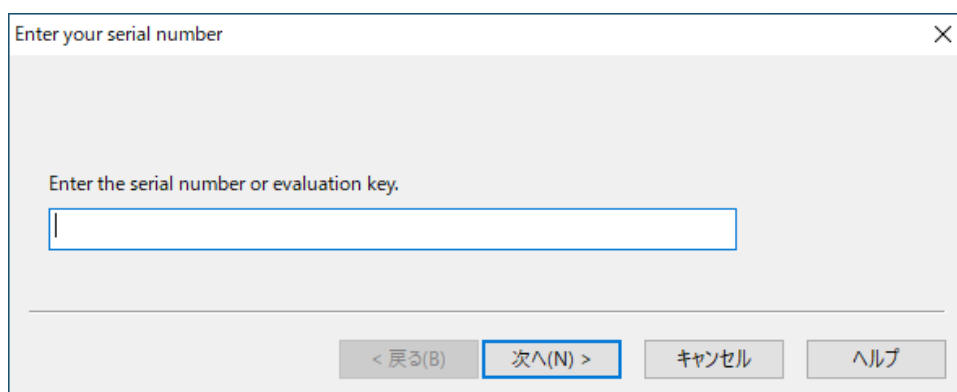 Enter your serial number
Enter the serial number or evaluation key.
< 戻る(B) 次へ(N) > キャンセル ヘルプ